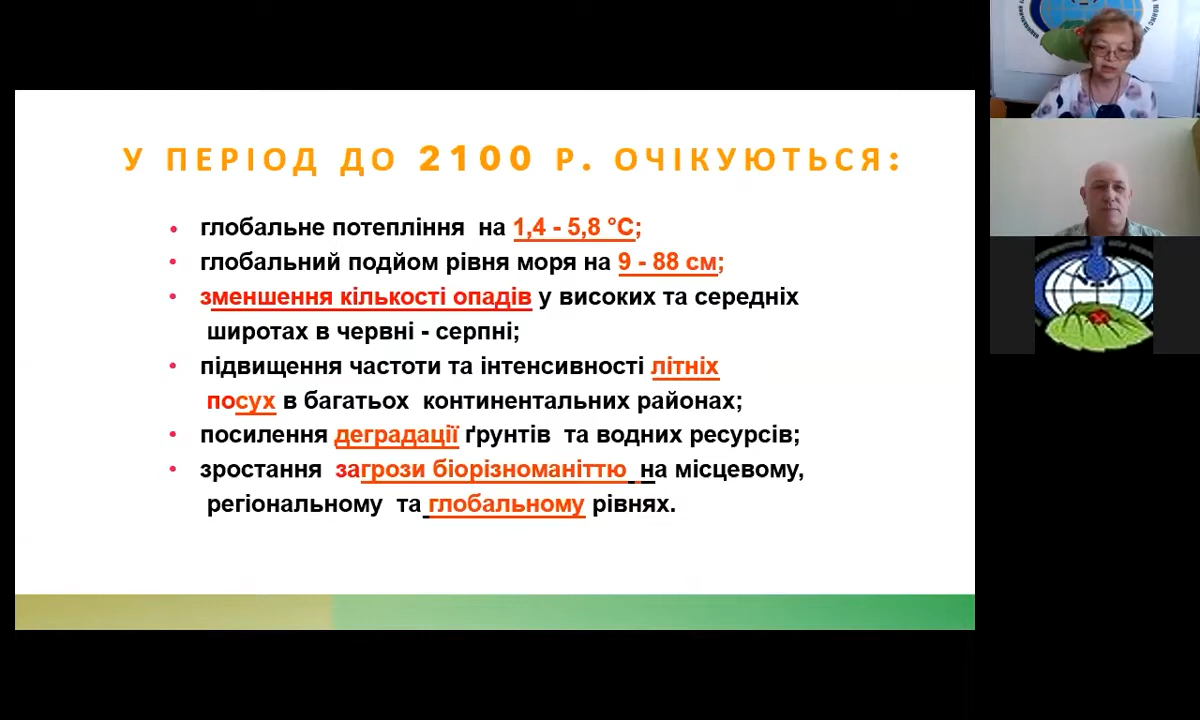 У ПЕРІОД ДО 2100 Р. ОЧІКУЮТЬСЯ:
• глобальне потепління на 1,4 - 5,8 °С;
• глобальний подйом рівня моря на 9 - 88 см;
• зменшення кількості опадів у високих та середніх
широтах в червні - серпні;
• підвищення частоти та інтенсивності літніх
посух в багатьох континентальних районах;
• посилення деградації ґрунтів та водних ресурсів;
• зростання загрози біорізноманіттю на місцевому,
регіональному та глобальному рівнях.